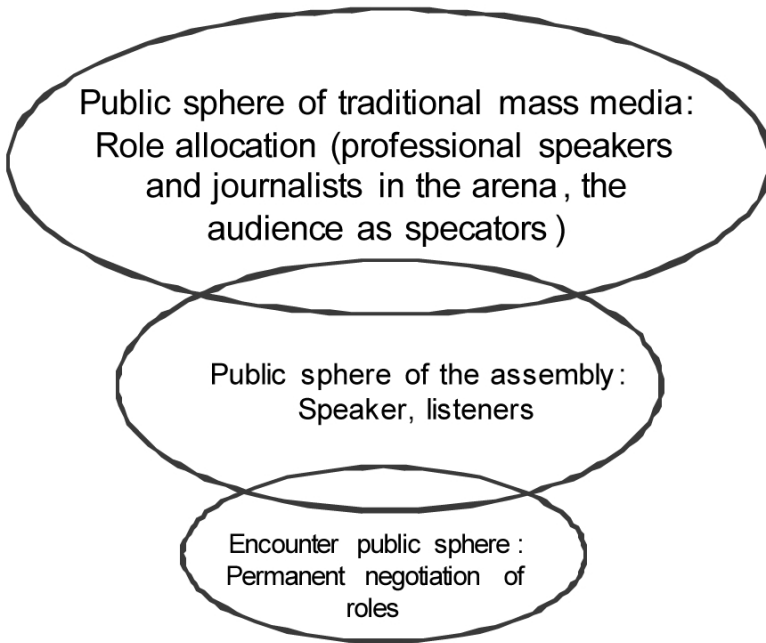 Public sphere of traditional mass media:
Role allocation (professional speakers
and journalists in the arena, the
audience as specators)
Public sphere of the assembly:
Speaker, listeners
Encounter public sphere:
Permanent negotiation of
roles